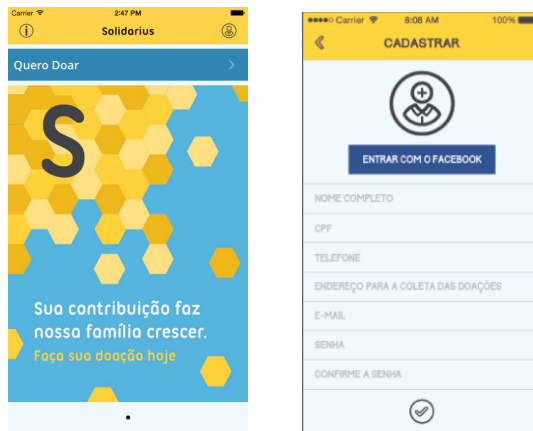 Carrier 2:47 PM
Solidarius
Quero Doar
S
Sua contribuição faz
nossa família crescer.
Faça sua doação hoje
Carrier 8:08 AM 100%
CADASTRAR
ENTRAR COM O FACEBOOK
NOME COMPLETO
CPF
TELEFONE
ENDEREÇO PARA A COLETA DAS DOAÇÕES
E-MAIL
SENHA
CONFIRME A SENHA